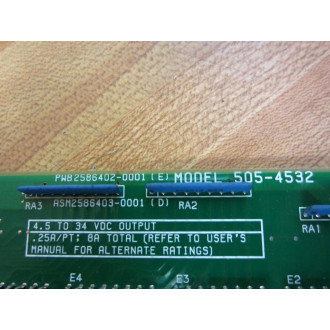 PWB2586402-0001 (E) MODEL 505-4532
RA3 ASM2586403-0001 (D) RA2
RA1
4.5 TO 34 VDC OUTPUT
.25A/PT: 8A TOTAL (REFER TO USER'S
MANUAL FOR ALTERNATE RATINGS)
E4 E3 E2